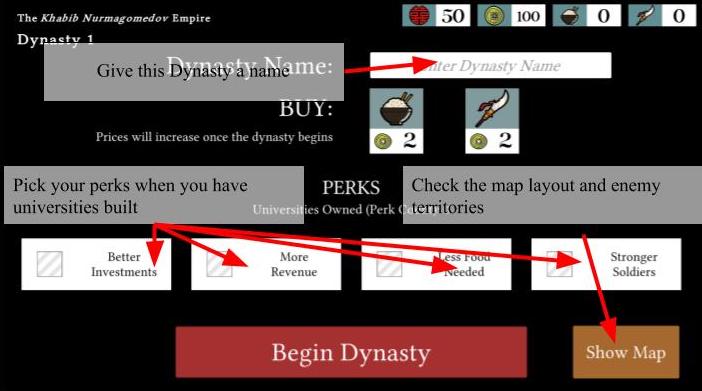 The Khabib Nurmagomedov Empire
50 100 0 0
Dynasty 1
Give this Dynasty a name
Dynasty Name:
Enter Dynasty Name
BUY:
Prices will increase once the dynasty begins
2 2
Pick your perks when you have
universities built
PERKS
Universities Owned (Perk
Check the map layout and enemy
territories
Better
Investments
More
Revenue
Less Food
Needed
Stronger
Soldiers
Begin Dynasty
Show Map